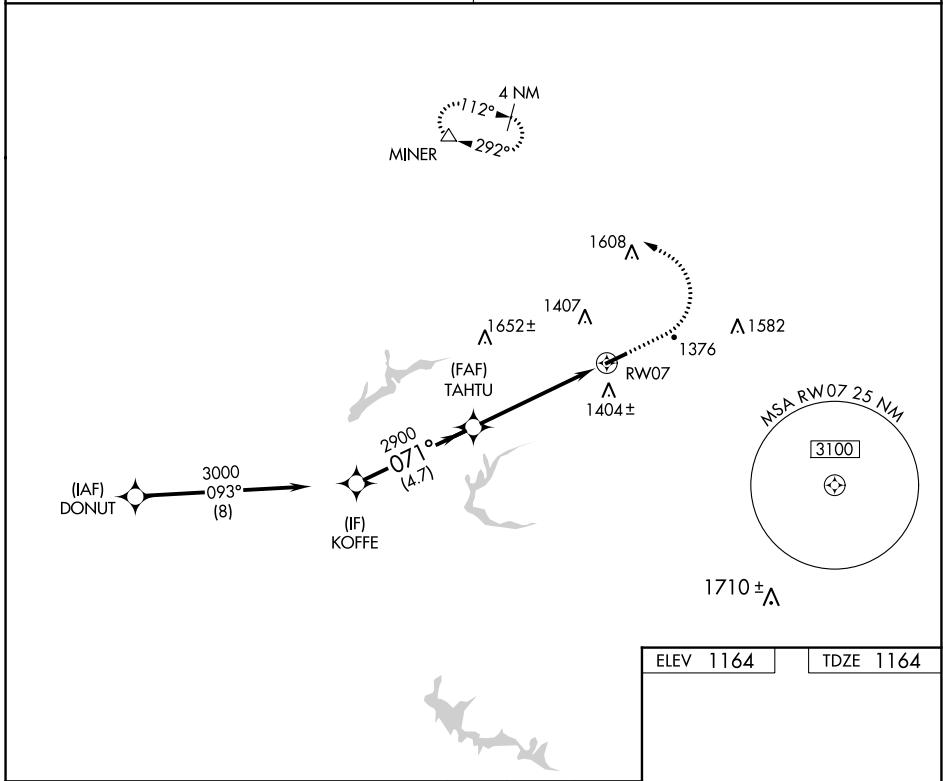 4 NM
112°
292°
MINER
1608
1407
1652±
1582
1376
(FAF)
TAHTU
RW07
1404±
MSA RW07 25 NM
3100
2900
071°
(4.7)
3000
093°
(8)
(IAF)
DONUT
(IF)
KOFFE
1710 ±
ELEV 1164
TDZE 1164